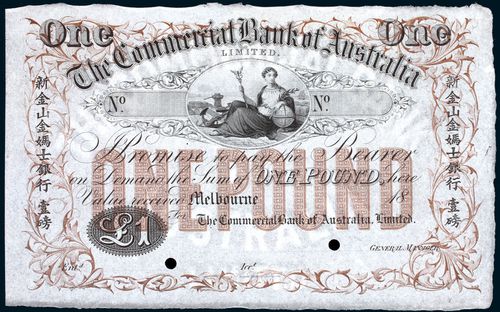 One One
The Commercial Bank of Australia
LIMITED.
No. No.
I Promise to pay the Bearer
on Demand the Sum of ONE POUND, here
Value received Melbourne 18
For The Commercial Bank of Australia, Limited.
£1
GENERAL MANAGER
Entd. Acct.
ONE POUND
新金山金媽士銀行壹磅
新金山金媽士銀行壹磅